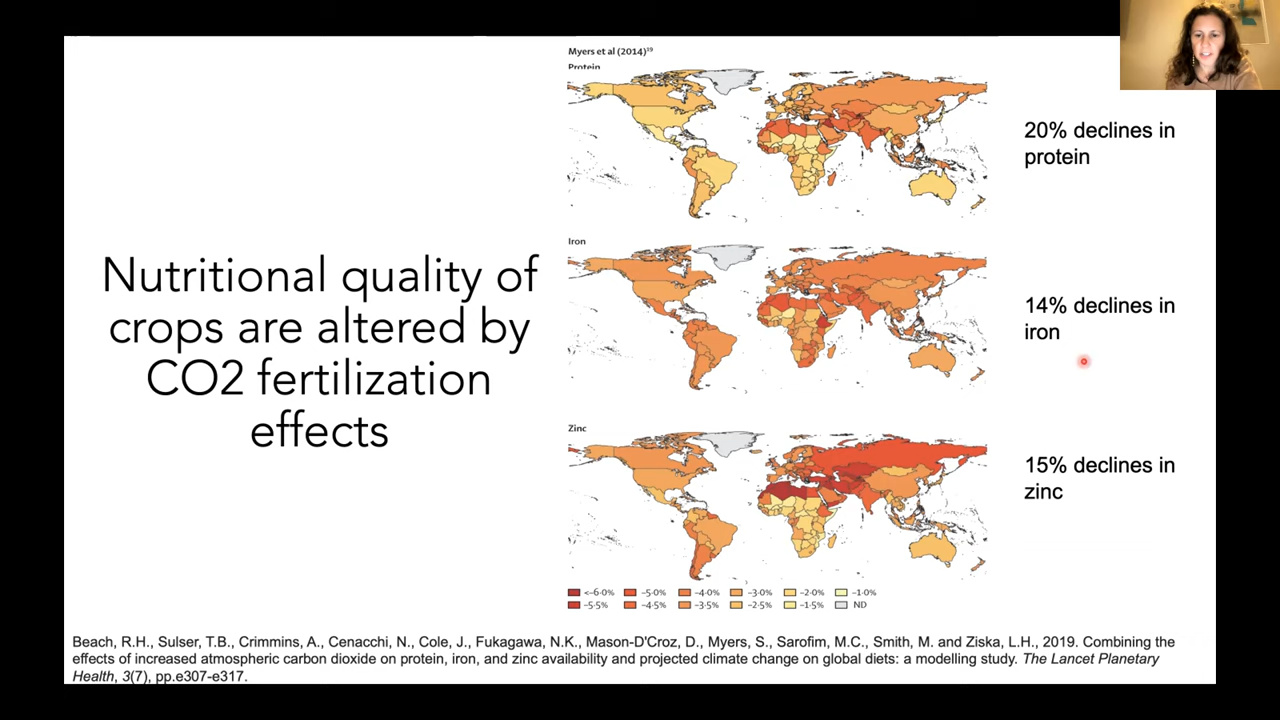 Nutritional quality of
crops are altered by
CO2 fertilization
effects
Myers et al (2014)¹⁹
Protein
20% declines in
protein
Iron
14% declines in
iron
Zinc
15% declines in
zinc
<-6·0% -5·0% -4·0% -3·0% -2·0% -1·0%
-5·5% -4·5% -3·5% -2·5% -1·5% ND
Beach, R.H., Sulser, T.B., Crimmins, A., Cenacchi, N., Cole, J., Fukagawa, N.K., Mason-D'Croz, D., Myers, S., Sarofim, M.C., Smith, M. and Ziska, L.H., 2019. Combining the
effects of increased atmospheric carbon dioxide on protein, iron, and zinc availability and projected climate change on global diets: a modelling study. The Lancet Planetary
Health, 3(7), pp.e307-e317.